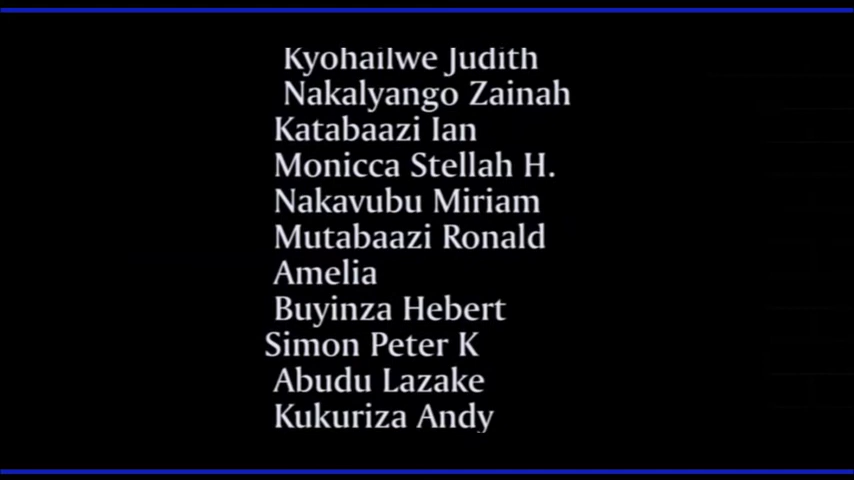 Kyohailwe Judith
Nakalyango Zainah
Katabaazi Ian
Monicca Stellah H.
Nakavubu Miriam
Mutabaazi Ronald
Amelia
Buyinza Hebert
Simon Peter K
Abudu Lazake
Kukuriza Andy